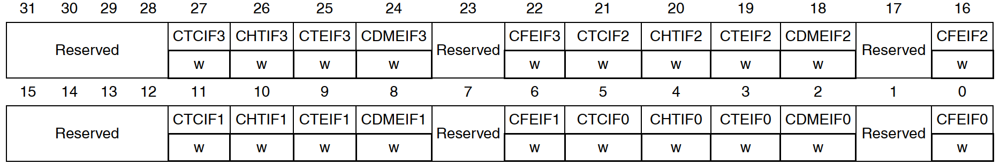 31 30 29 28 27 26 25 24 23 22 21 20 19 18 17 16
Reserved CTCIF3 CHTIF3 CTEIF3 CDMEIF3 Reserved CFEIF3 CTCIF2 CHTIF2 CTEIF2 CDMEIF2 Reserved CFEIF2
w w w w w w w w w w
15 14 13 12 11 10 9 8 7 6 5 4 3 2 1 0
Reserved CTCIF1 CHTIF1 CTEIF1 CDMEIF1 Reserved CFEIF1 CTCIF0 CHTIF0 CTEIF0 CDMEIF0 Reserved CFEIF0
w w w w w w w w w w